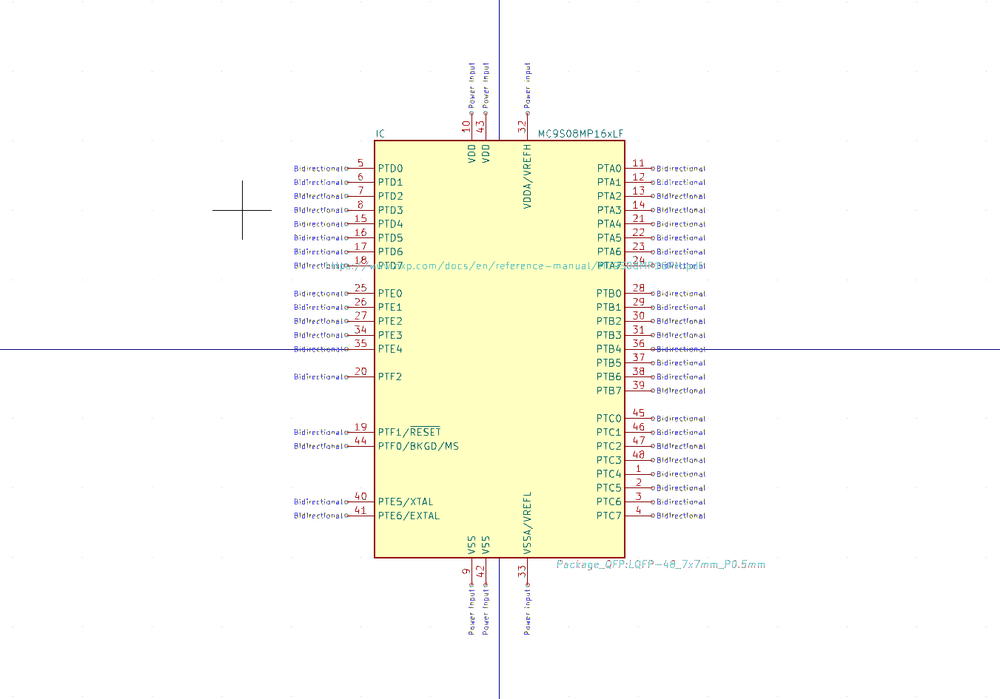 Power input Power input Power input
10 43 32
IC MC9S08MP16xLF
VDD VDD VDDA/VREFH
Bidirectional 5 PTD0 PTA0 11 Bidirectional
Bidirectional 6 PTD1 PTA1 12 Bidirectional
Bidirectional 7 PTD2 PTA2 13 Bidirectional
Bidirectional 8 PTD3 PTA3 14 Bidirectional
Bidirectional 15 PTD4 PTA4 21 Bidirectional
Bidirectional 16 PTD5 PTA5 22 Bidirectional
Bidirectional 17 PTD6 PTA6 23 Bidirectional
Bidirectional 18 PTD7 24 Bidirectional
.com/docs/en/reference-manual/
Bidirectional 25 PTE0 PTB0 28 Bidirectional
Bidirectional 26 PTE1 PTB1 29 Bidirectional
Bidirectional 27 PTE2 PTB2 30 Bidirectional
Bidirectional 34 PTE3 PTB3 31 Bidirectional
Bidirectional 35 PTE4 PTB4 36 Bidirectional
PTB5 37 Bidirectional
Bidirectional 20 PTF2 PTB6 38 Bidirectional
PTB7 39 Bidirectional
PTC0 45 Bidirectional
Bidirectional 19 PTF1/RESET PTC1 46 Bidirectional
Bidirectional 44 PTF0/BKGD/MS PTC2 47 Bidirectional
PTC3 48 Bidirectional
PTC4 1 Bidirectional
PTC5 2 Bidirectional
Bidirectional 40 PTE5/XTAL PTC6 3 Bidirectional
Bidirectional 41 PTE6/EXTAL PTC7 4 Bidirectional
VSS VSS VSSA/VREFL
Package_QFP:LQFP-48_7x7mm_P0.5mm
9 42 33
Power input Power input Power input